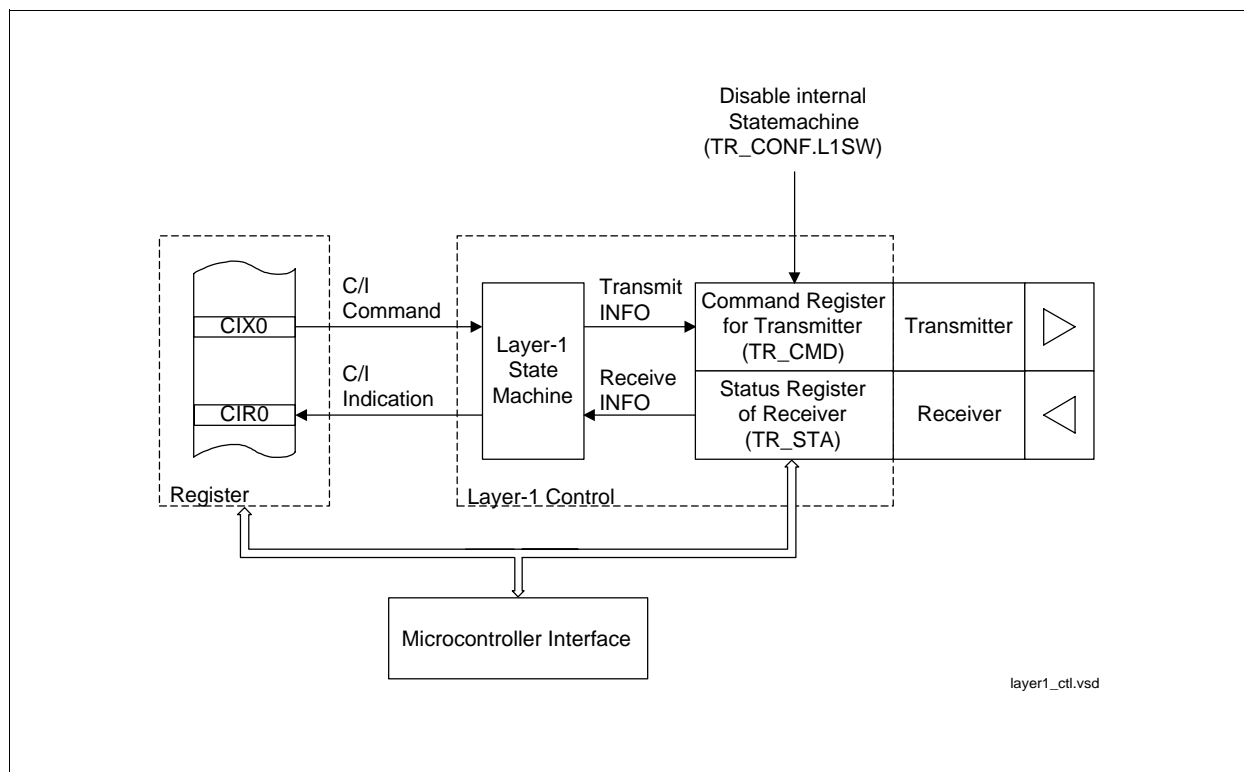 Disable internal
Statemachine
(TR_CONF.L1SW)
C/I
Command
CIX0
C/I
Indication
CIR0
Register
Layer-1
State
Machine
Transmit
INFO
Receive
INFO
Command Register
for Transmitter
(TR_CMD)
Transmitter
Status Register
of Receiver
(TR_STA)
Receiver
Layer-1 Control
Microcontroller Interface
layer1_ctl.vsd